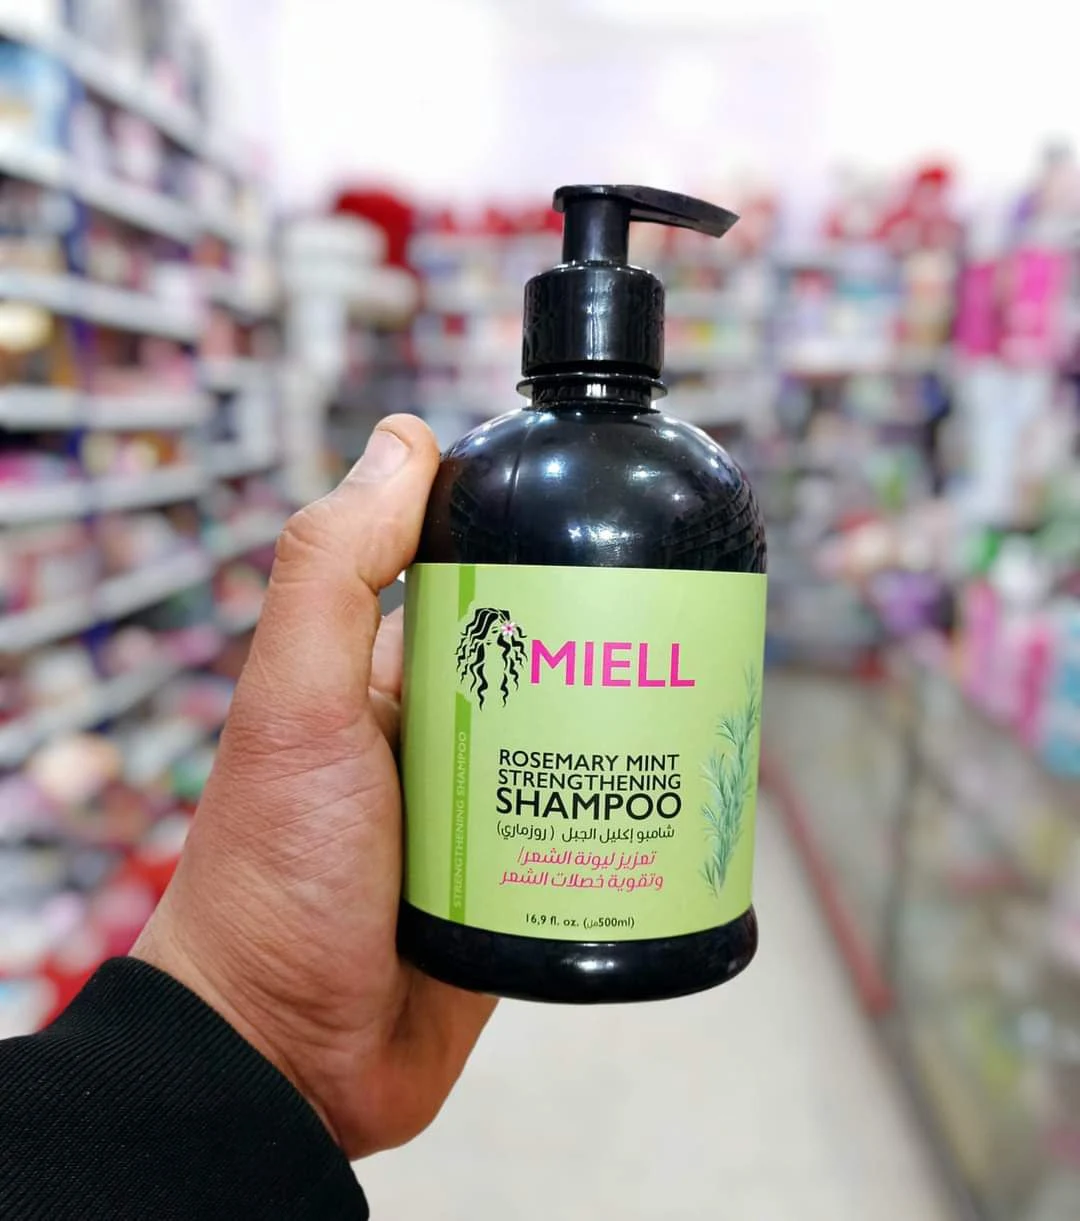 MIELL
ROSEMARY MINT
STRENGTHENING
SHAMPOO
شامبو إكليل الجبل ( روزماري)
تعزيز ليونة الشعر/
وتقوية خصلات الشعر
16,9 fl. oz. (500mlمل)
STRENGTHENING SHAMPOO